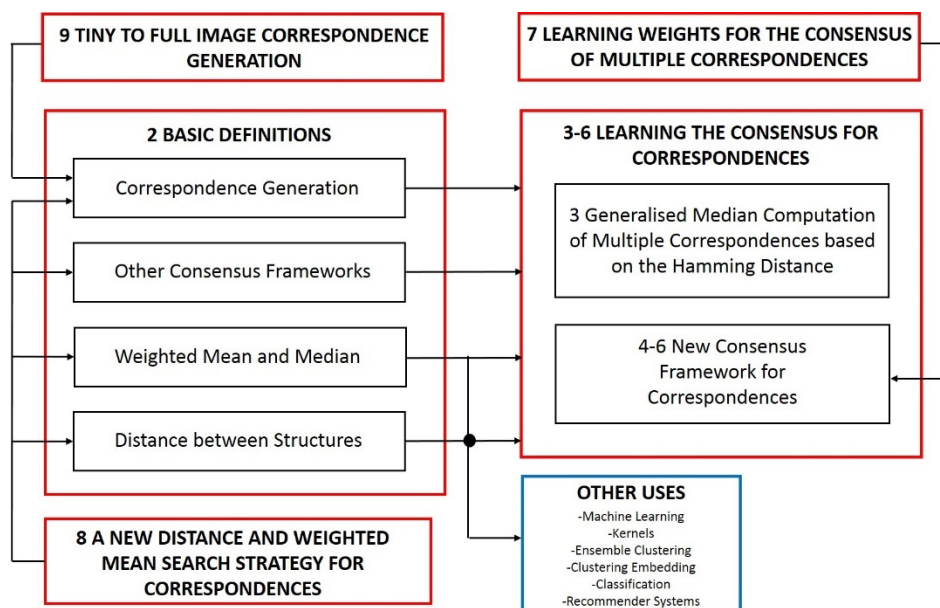 9 TINY TO FULL IMAGE CORRESPONDENCE
GENERATION
7 LEARNING WEIGHTS FOR THE CONSENSUS
OF MULTIPLE CORRESPONDENCES
2 BASIC DEFINITIONS
Correspondence Generation
Other Consensus Frameworks
Weighted Mean and Median
Distance between Structures
3-6 LEARNING THE CONSENSUS FOR
CORRESPONDENCES
3 Generalised Median Computation
of Multiple Correspondences based
on the Hamming Distance
4-6 New Consensus
Framework for
Correspondences
8 A NEW DISTANCE AND WEIGHTED
MEAN SEARCH STRATEGY FOR
CORRESPONDENCES
OTHER USES
-Machine Learning
-Kernels
-Ensemble Clustering
-Clustering Embedding
-Classification
-Recommender Systems